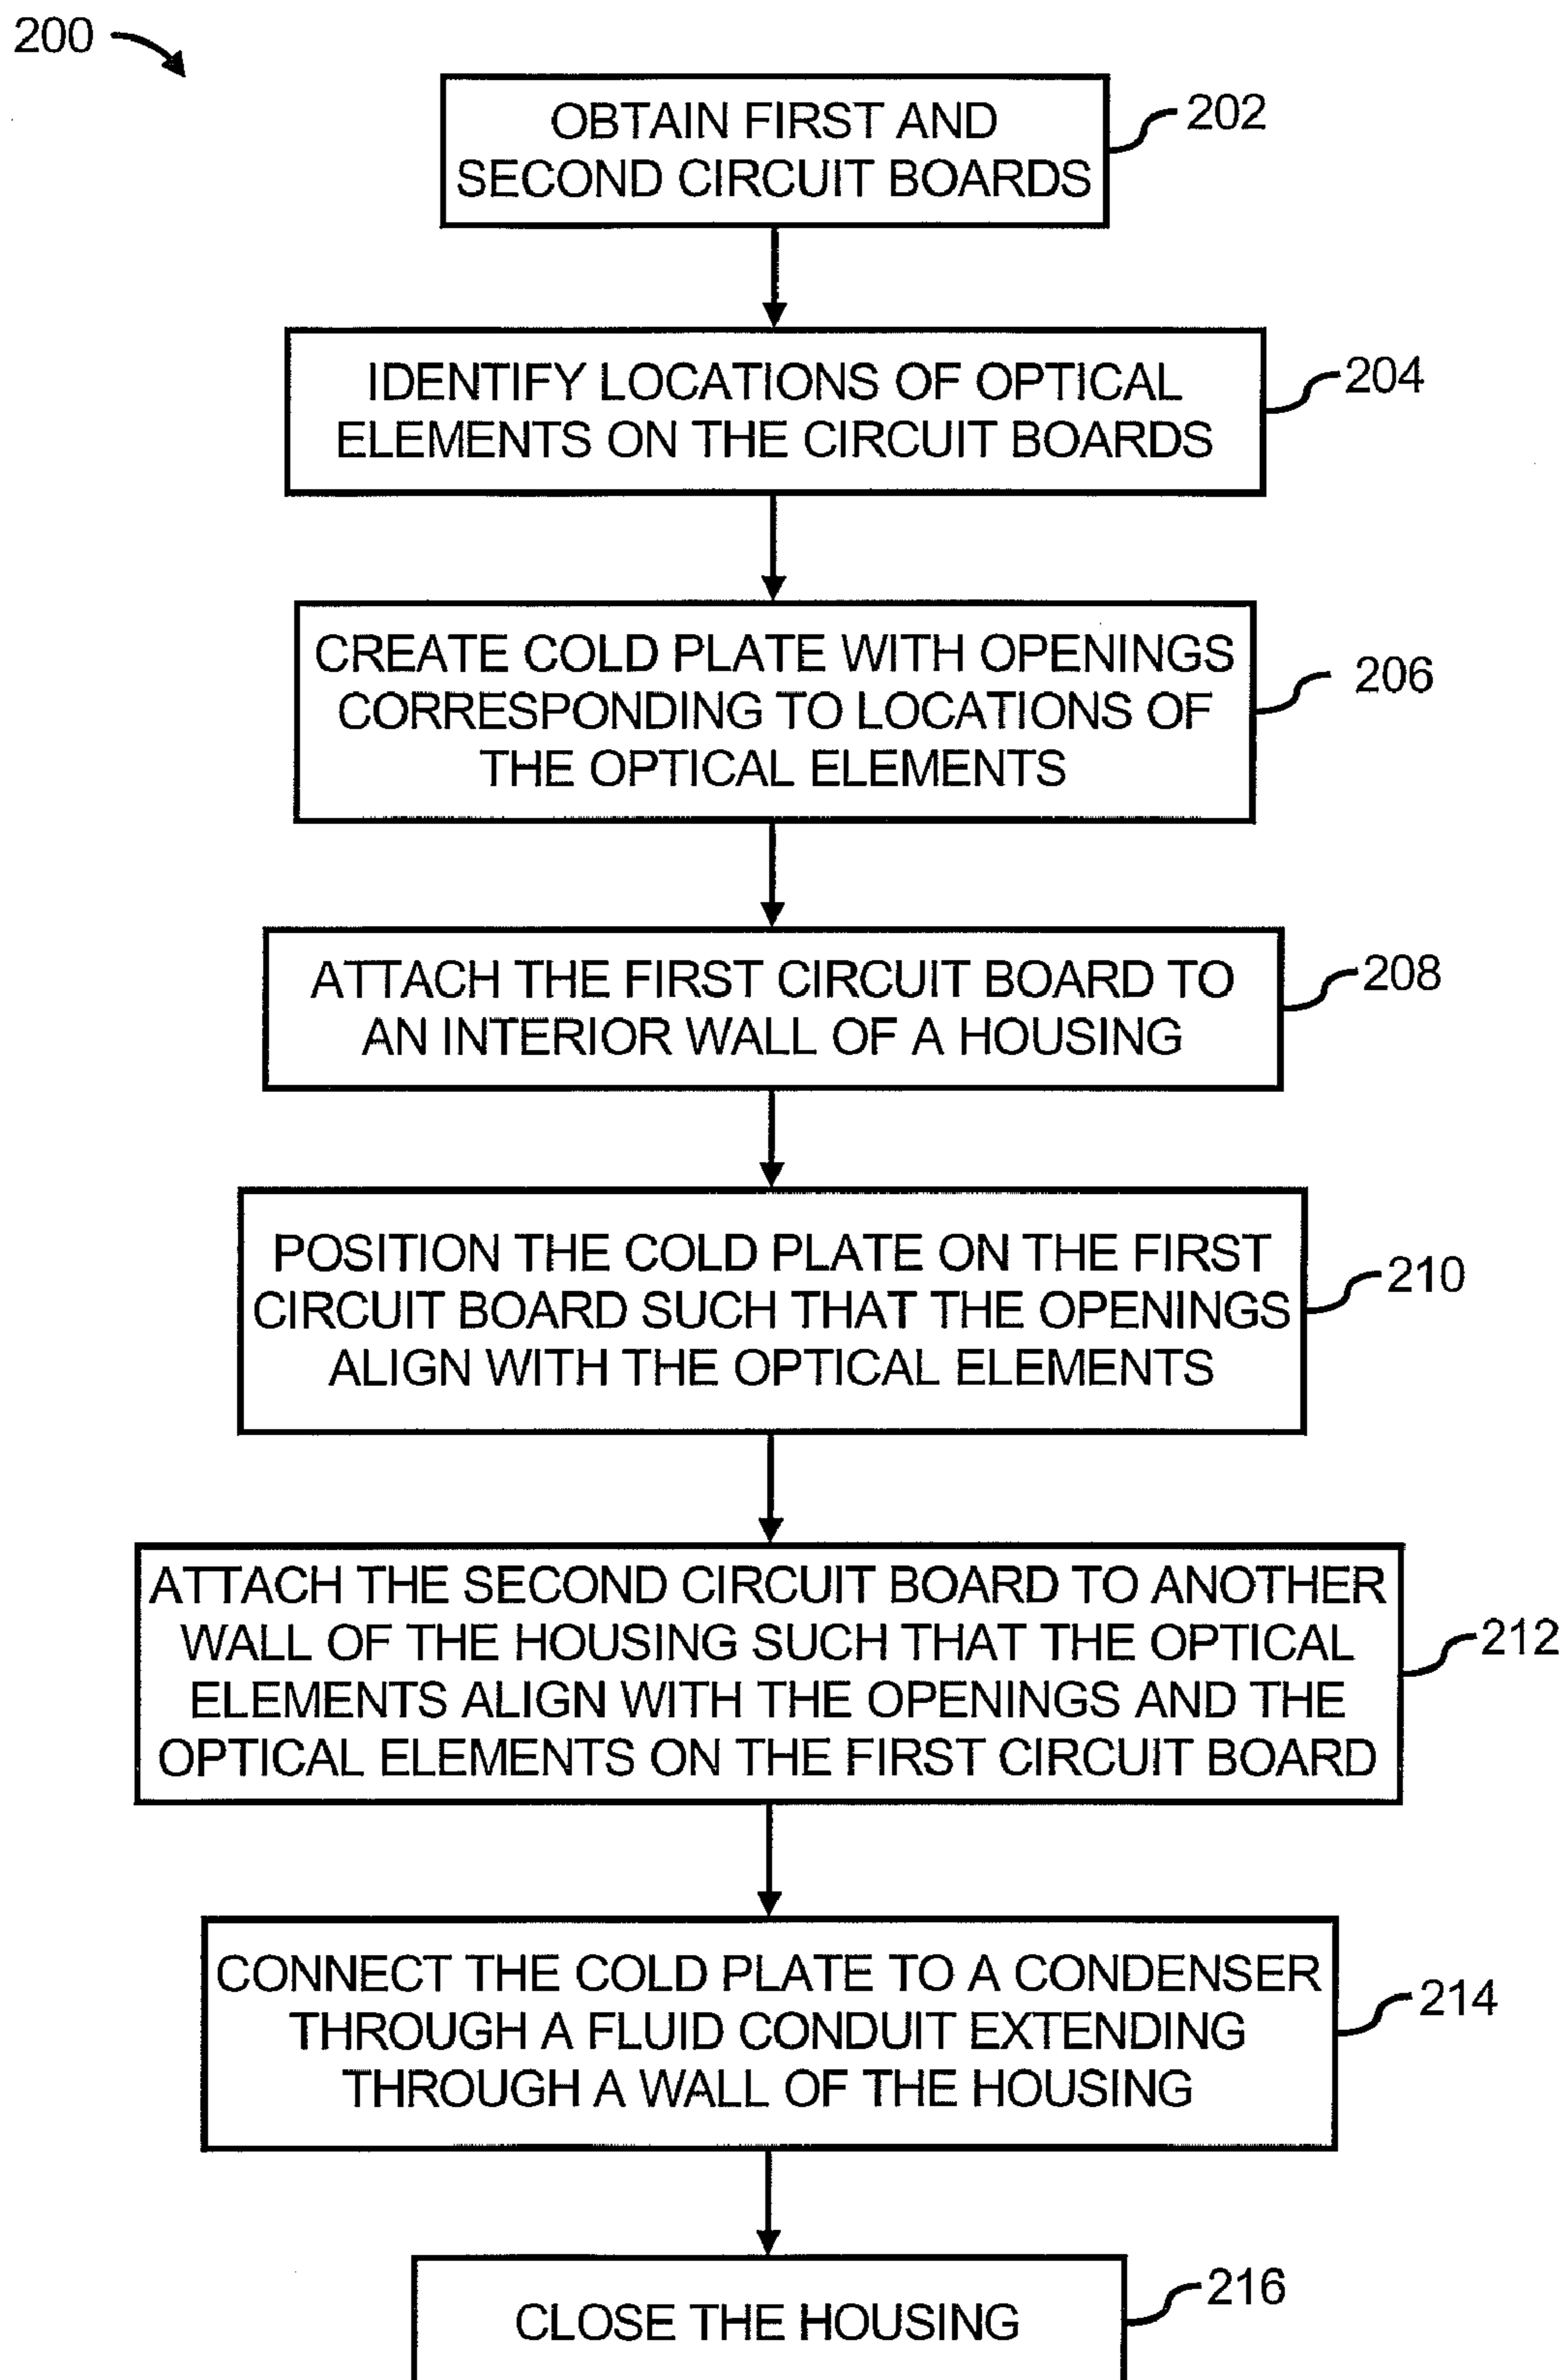 200
OBTAIN FIRST AND
SECOND CIRCUIT BOARDS
202
IDENTIFY LOCATIONS OF OPTICAL
ELEMENTS ON THE CIRCUIT BOARDS
204
CREATE COLD PLATE WITH OPENINGS
CORRESPONDING TO LOCATIONS OF
THE OPTICAL ELEMENTS
206
ATTACH THE FIRST CIRCUIT BOARD TO
AN INTERIOR WALL OF A HOUSING
208
POSITION THE COLD PLATE ON THE FIRST
CIRCUIT BOARD SUCH THAT THE OPENINGS
ALIGN WITH THE OPTICAL ELEMENTS
210
ATTACH THE SECOND CIRCUIT BOARD TO ANOTHER
WALL OF THE HOUSING SUCH THAT THE OPTICAL
ELEMENTS ALIGN WITH THE OPENINGS AND THE
OPTICAL ELEMENTS ON THE FIRST CIRCUIT BOARD
212
CONNECT THE COLD PLATE TO A CONDENSER
THROUGH A FLUID CONDUIT EXTENDING
THROUGH A WALL OF THE HOUSING
214
CLOSE THE HOUSING
216